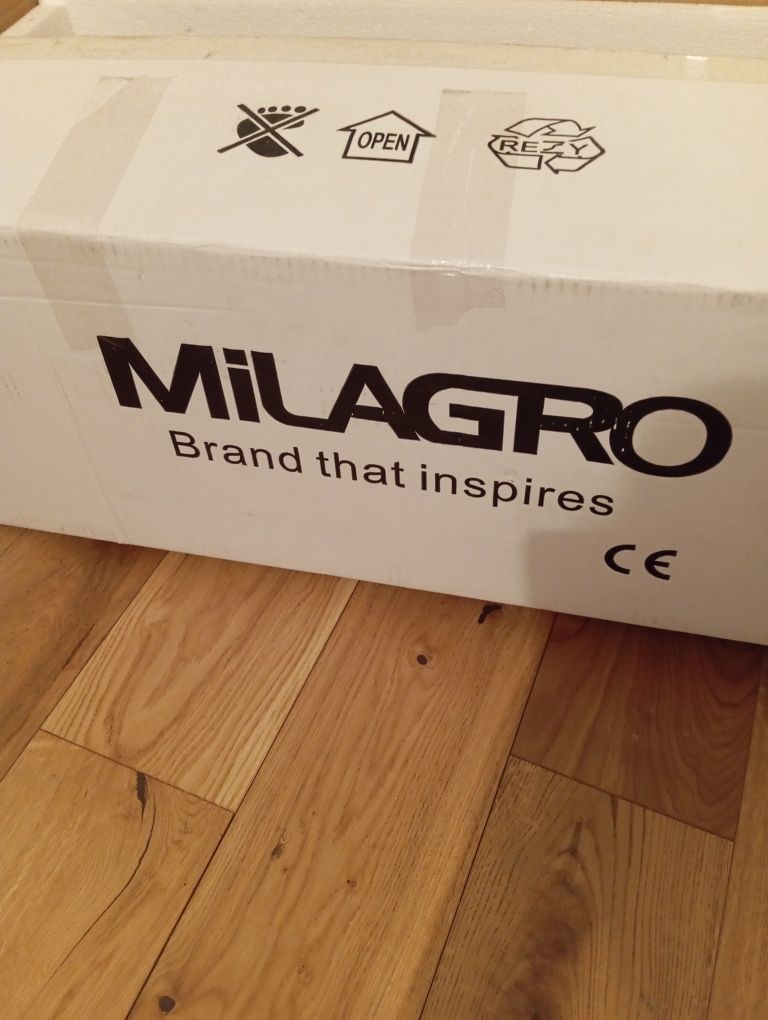 OPEN
REZY
MiLAGRO
Brand that inspires
CE